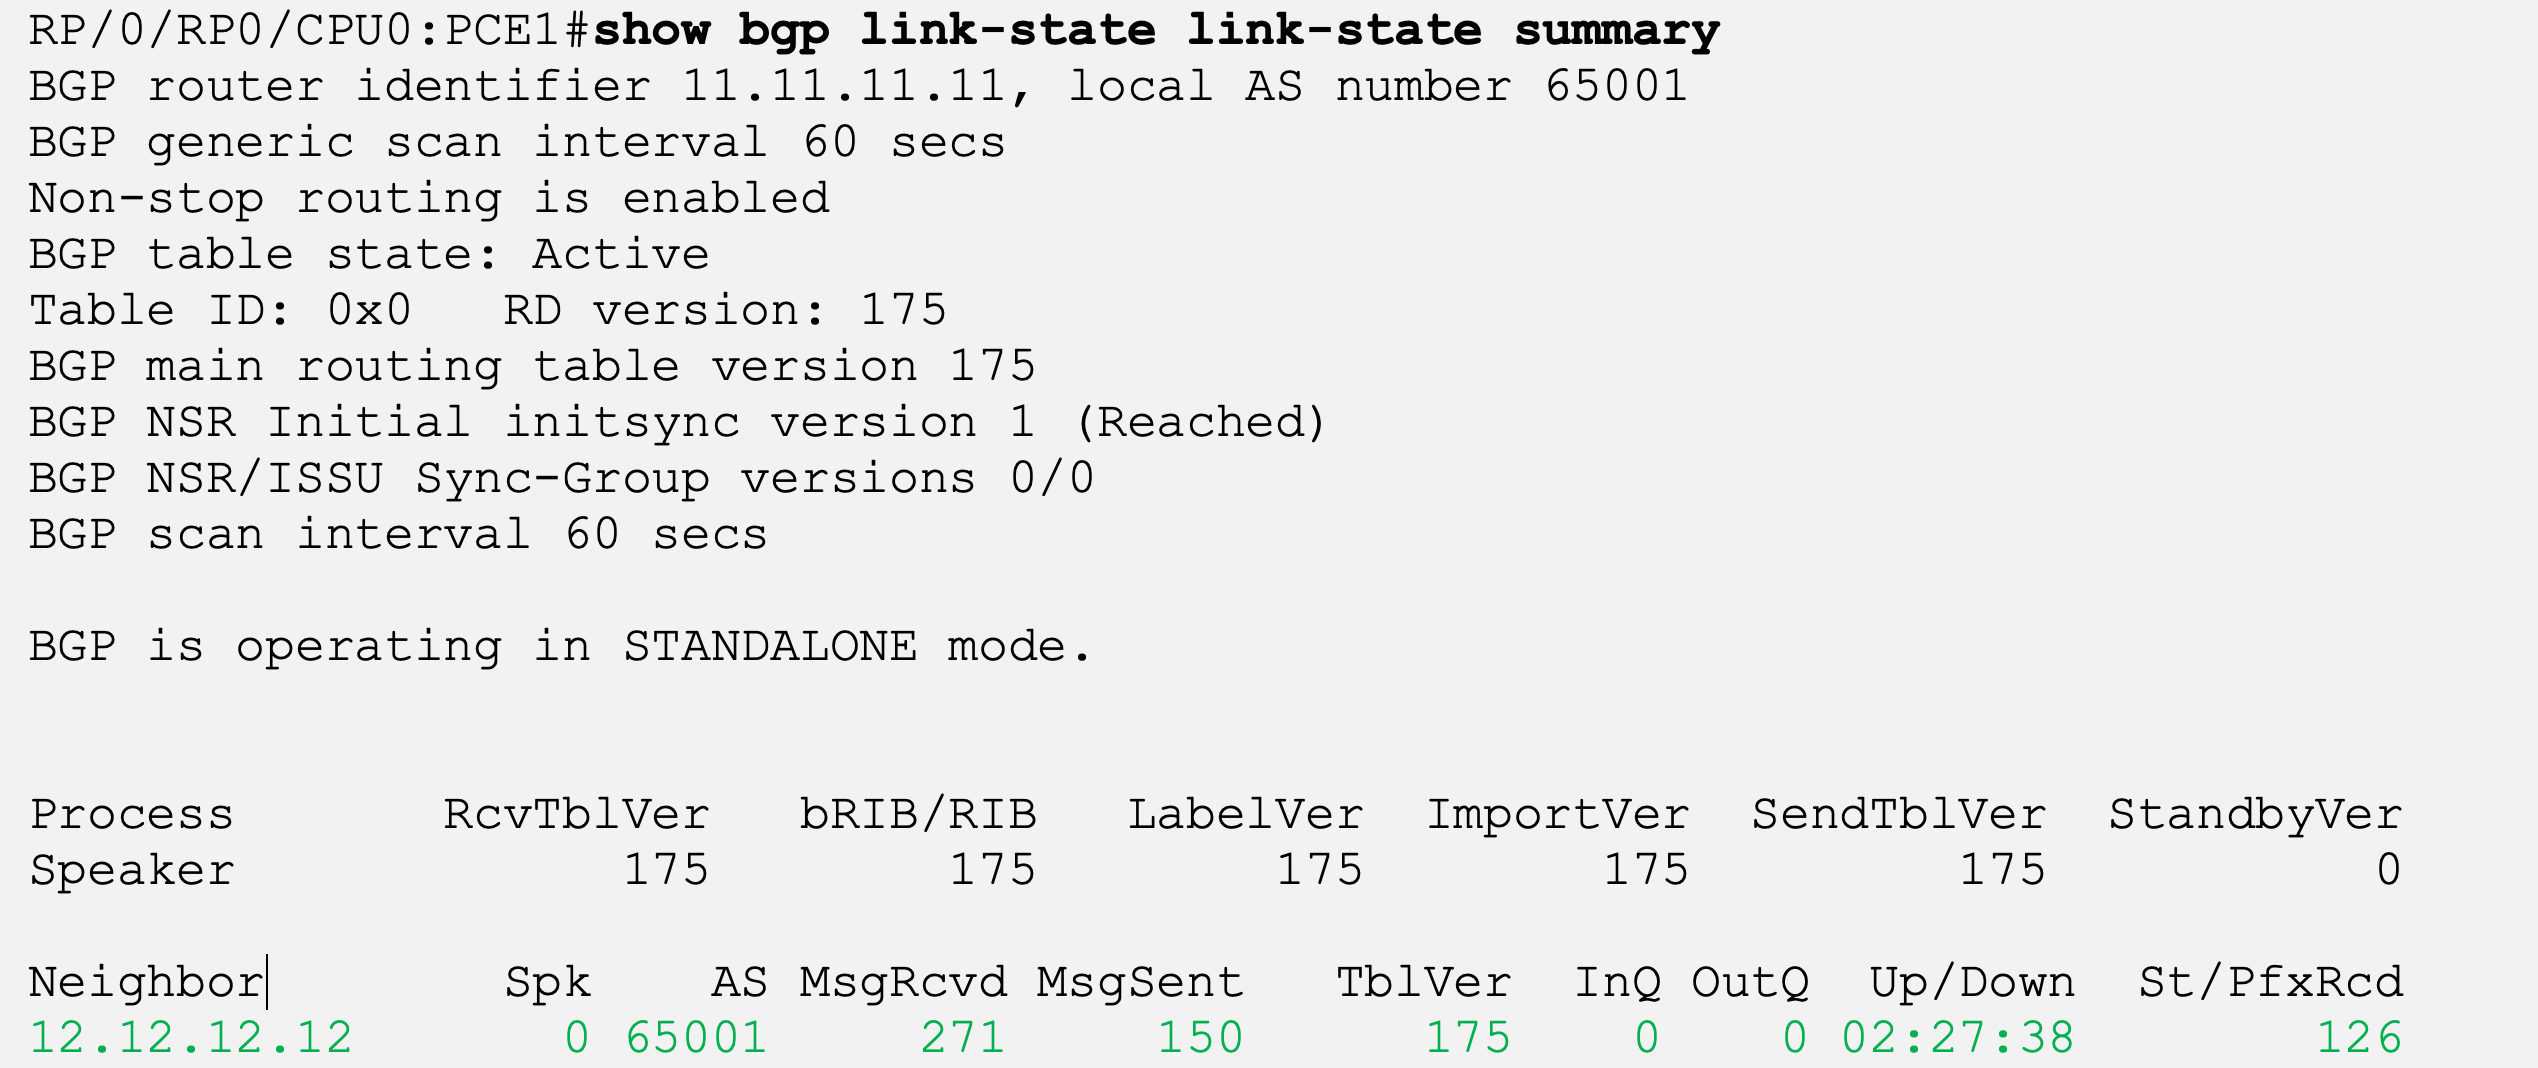 RP/0/RP0/CPU0:PCE1#show bgp link-state link-state summary
BGP router identifier 11.11.11.11, local AS number 65001
BGP generic scan interval 60 secs
Non-stop routing is enabled
BGP table state: Active
Table ID: 0x0   RD version: 175
BGP main routing table version 175
BGP NSR Initial initsync version 1 (Reached)
BGP NSR/ISSU Sync-Group versions 0/0
BGP scan interval 60 secs
BGP is operating in STANDALONE mode.
Process       RcvTblVer   bRIB/RIB   LabelVer  ImportVer  SendTblVer  StandbyVer
Speaker             175        175        175        175         175           0
Neighbor        Spk    AS MsgRcvd MsgSent   TblVer  InQ OutQ  Up/Down  St/PfxRcd
12.12.12.12       0 65001     271     150      175    0    0 02:27:38        126